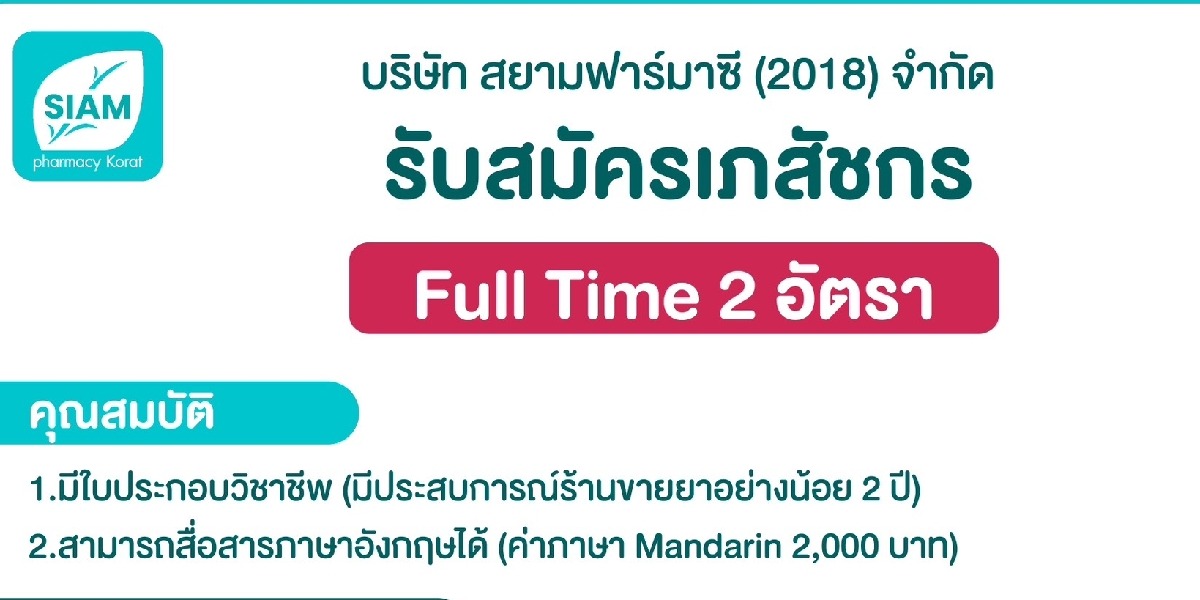 SIAM
pharmacy Korat
บริษัท สยามฟาร์มาซี (2018) จำกัด
รับสมัครเภสัชกร
Full Time 2 อัตรา
คุณสมบัติ
1.มีใบประกอบวิชาชีพ (มีประสบการณ์ร้านขายยาอย่างน้อย 2 ปี)
2.สามารถสื่อสารภาษาอังกฤษได้ (ค่าภาษา Mandarin 2,000 บาท)